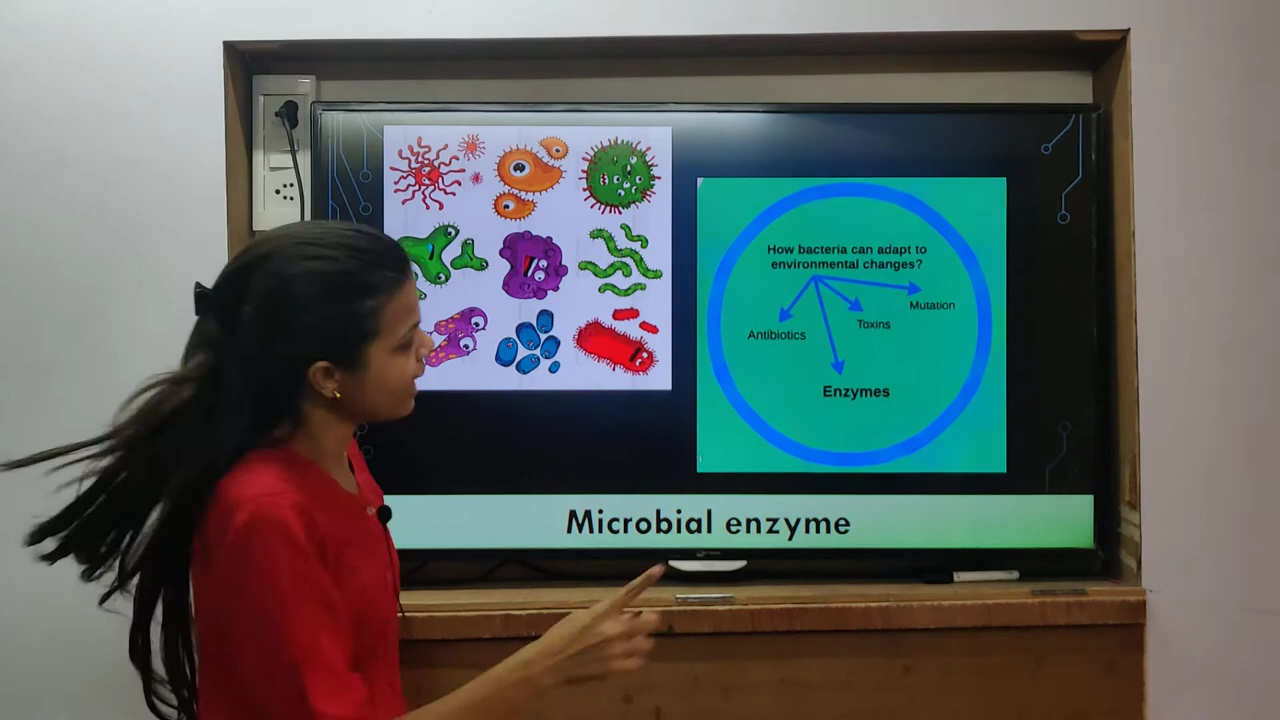 How bacteria can adapt to
environmental changes?
Mutation
Toxins
Antibiotics
Enzymes
Microbial enzyme